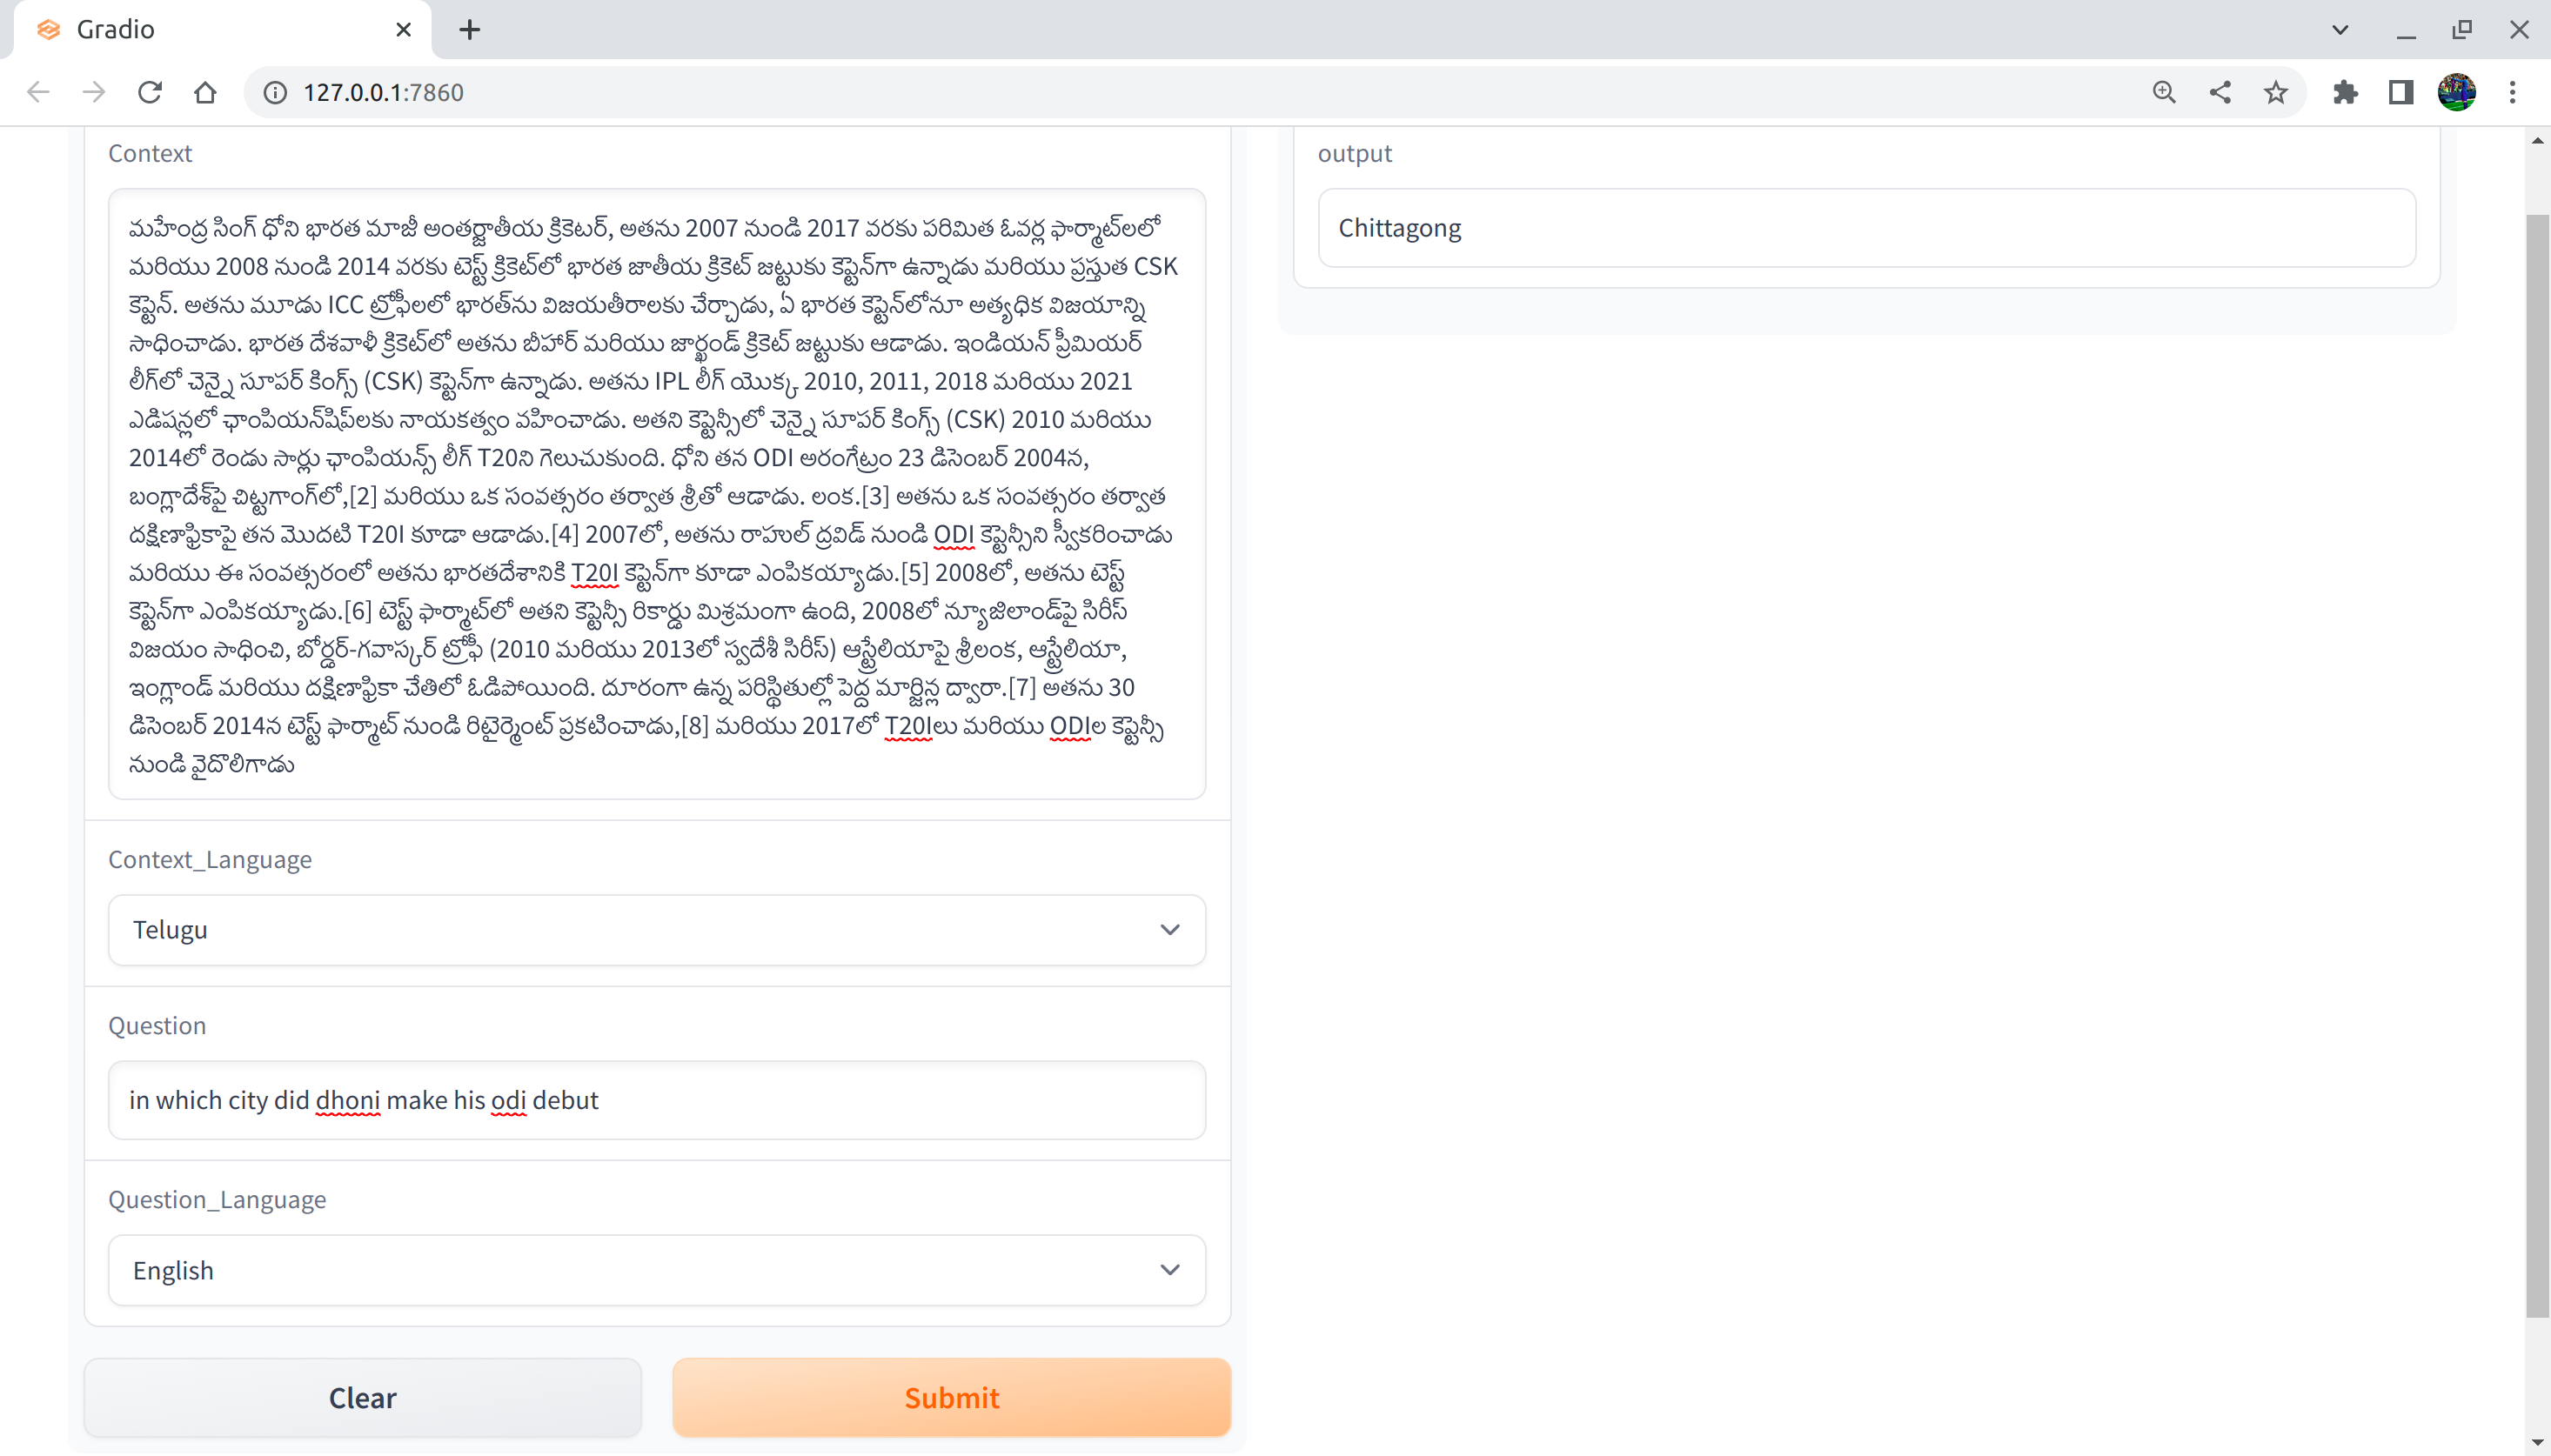 Gradio
127.0.0.1:7860
Context
మహేంద్ర సింగ్ ధోని భారత మాజీ అంతర్జాతీయ క్రికెటర్, అతను 2007 నుండి 2017 వరకు పరిమిత ఓవర్ల ఫార్మాట్‌లలో
మరియు 2008 నుండి 2014 వరకు టెస్ట్ క్రికెట్‌లో భారత జాతీయ క్రికెట్ జట్టుకు కెప్టెన్‌గా ఉన్నాడు మరియు ప్రస్తుత CSK
కెప్టెన్. అతను మూడు ICC ట్రోఫీలలో భారత్‌ను విజయతీరాలకు చేర్చాడు, ఏ భారత కెప్టెన్‌లోనూ అత్యధిక విజయాన్ని
సాధించాడు. భారత దేశవాళీ క్రికెట్‌లో అతను బీహార్ మరియు జార్ఖండ్ క్రికెట్ జట్టుకు ఆడాడు. ఇండియన్ ప్రీమియర్
లీగ్‌లో చెన్నై సూపర్ కింగ్స్ (CSK) కెప్టెన్‌గా ఉన్నాడు. అతను IPL లీగ్ యొక్క 2010, 2011, 2018 మరియు 2021
ఎడిషన్లలో ఛాంపియన్‌షిప్‌లకు నాయకత్వం వహించాడు. అతని కెప్టెన్సీలో చెన్నై సూపర్ కింగ్స్ (CSK) 2010 మరియు
2014లో రెండు సార్లు ఛాంపియన్స్ లీగ్ T20ని గెలుచుకుంది. ధోని తన ODI అరంగేట్రం 23 డిసెంబర్ 2004న,
బంగ్లాదేశ్‌పై చిట్టగాంగ్‌లో,[2] మరియు ఒక సంవత్సరం తర్వాత శ్రీతో ఆడాడు. లంక.[3] అతను ఒక సంవత్సరం తర్వాత
దక్షిణాఫ్రికాపై తన మొదటి T20I కూడా ఆడాడు.[4] 2007లో, అతను రాహుల్ ద్రవిడ్ నుండి ODI కెప్టెన్సీని స్వీకరించాడు
మరియు ఈ సంవత్సరంలో అతను భారతదేశానికి T20I కెప్టెన్‌గా కూడా ఎంపికయ్యాడు.[5] 2008లో, అతను టెస్ట్
కెప్టెన్‌గా ఎంపికయ్యాడు.[6] టెస్ట్ ఫార్మాట్‌లో అతని కెప్టెన్సీ రికార్డు మిశ్రమంగా ఉంది, 2008లో న్యూజిలాండ్‌పై సిరీస్
విజయం సాధించి, బోర్డర్-గవాస్కర్ ట్రోఫీ (2010 మరియు 2013లో స్వదేశీ సిరీస్) ఆస్ట్రేలియాపై శ్రీలంక, ఆస్ట్రేలియా,
ఇంగ్లాండ్ మరియు దక్షిణాఫ్రికా చేతిలో ఓడిపోయింది. దూరంగా ఉన్న పరిస్థితుల్లో పెద్ద మార్జిన్ల ద్వారా.[7] అతను 30
డిసెంబర్ 2014న టెస్ట్ ఫార్మాట్ నుండి రిటైర్మెంట్ ప్రకటించాడు,[8] మరియు 2017లో T20Iలు మరియు ODIల కెప్టెన్సీ
నుండి వైదొలిగాడు
Context_Language
Telugu
Question
in which city did dhoni make his odi debut
Question_Language
English
Clear
Submit
output
Chittagong